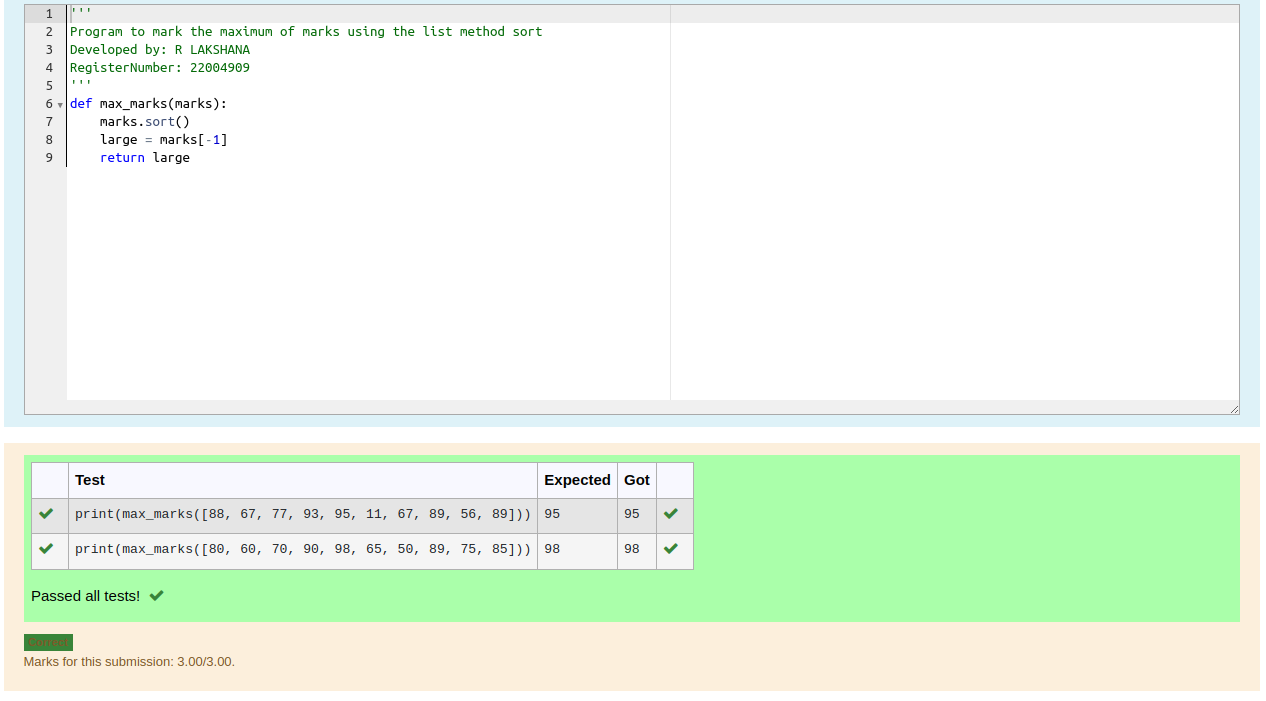 1 '''
2 Program to mark the maximum of marks using the list method sort
3 Developed by: R LAKSHANA
4 RegisterNumber: 22004909
5 '''
6 def max_marks(marks):
7     marks.sort()
8     large = marks[-1]
9     return large
Test Expected Got
print(max_marks([88, 67, 77, 93, 95, 11, 67, 89, 56, 89])) 95 95
print(max_marks([80, 60, 70, 90, 98, 65, 50, 89, 75, 85])) 98 98
Passed all tests!
Correct
Marks for this submission: 3.00/3.00.